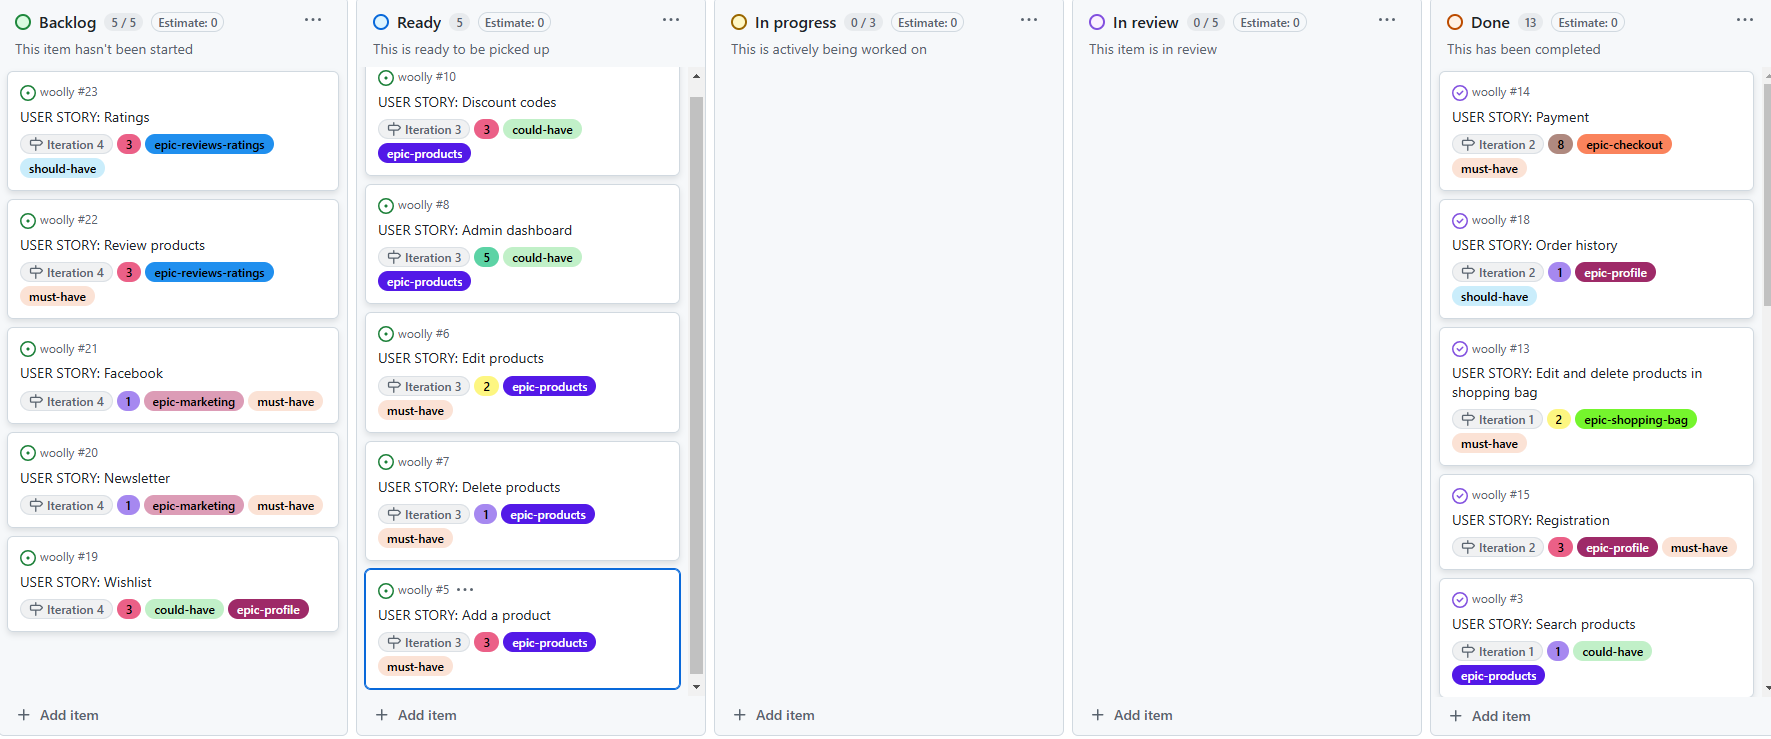 Backlog 5 / 5 Estimate: 0
This item hasn't been started
woolly #23
USER STORY: Ratings
Iteration 4 3 epic-reviews-ratings
should-have
woolly #22
USER STORY: Review products
Iteration 4 3 epic-reviews-ratings
must-have
woolly #21
USER STORY: Facebook
Iteration 4 1 epic-marketing must-have
woolly #20
USER STORY: Newsletter
Iteration 4 1 epic-marketing must-have
woolly #19
USER STORY: Wishlist
Iteration 4 3 could-have epic-profile
+ Add item
Ready 5 Estimate: 0
This is ready to be picked up
woolly #10
USER STORY: Discount codes
Iteration 3 3 could-have
epic-products
woolly #8
USER STORY: Admin dashboard
Iteration 3 5 could-have
epic-products
woolly #6
USER STORY: Edit products
Iteration 3 2 epic-products
must-have
woolly #7
USER STORY: Delete products
Iteration 3 1 epic-products
must-have
woolly #5 ···
USER STORY: Add a product
Iteration 3 3 epic-products
must-have
+ Add item
In progress 0 / 3 Estimate: 0
This is actively being worked on
+ Add item
In review 0 / 5 Estimate: 0
This item is in review
+ Add item
Done 13 Estimate: 0
This has been completed
woolly #14
USER STORY: Payment
Iteration 2 8 epic-checkout
must-have
woolly #18
USER STORY: Order history
Iteration 2 1 epic-profile
should-have
woolly #13
USER STORY: Edit and delete products in
shopping bag
Iteration 1 2 epic-shopping-bag
must-have
woolly #15
USER STORY: Registration
Iteration 2 3 epic-profile must-have
woolly #3
USER STORY: Search products
Iteration 1 1 could-have
epic-products
+ Add item